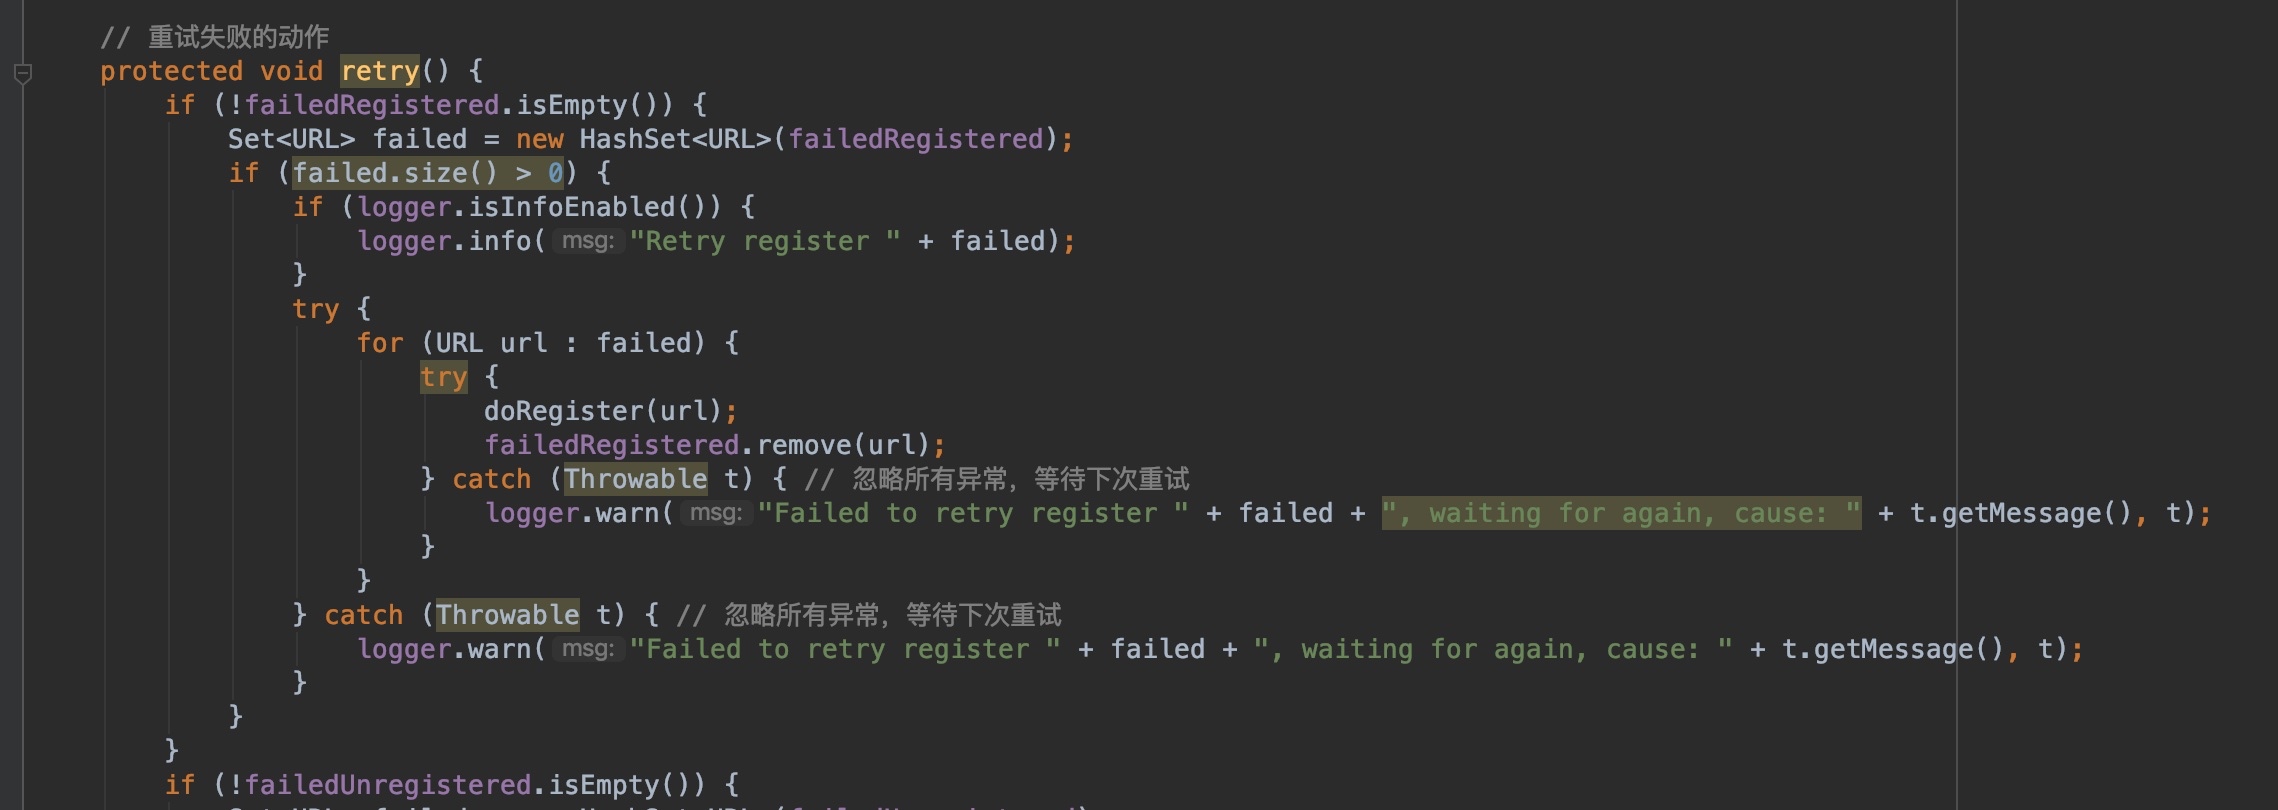 // 重试失败的动作
protected void retry() {
if (!failedRegistered.isEmpty()) {
Set<URL> failed = new HashSet<URL>(failedRegistered);
if (failed.size() > 0) {
if (logger.isInfoEnabled()) {
logger.info( msg: "Retry register " + failed);
}
try {
for (URL url : failed) {
try {
doRegister(url);
failedRegistered.remove(url);
} catch (Throwable t) { // 忽略所有异常，等待下次重试
logger.warn( msg: "Failed to retry register " + failed + ", waiting for again, cause: " + t.getMessage(), t);
}
}
} catch (Throwable t) { // 忽略所有异常，等待下次重试
logger.warn( msg: "Failed to retry register " + failed + ", waiting for again, cause: " + t.getMessage(), t);
}
}
}
if (!failedUnregistered.isEmpty()) {